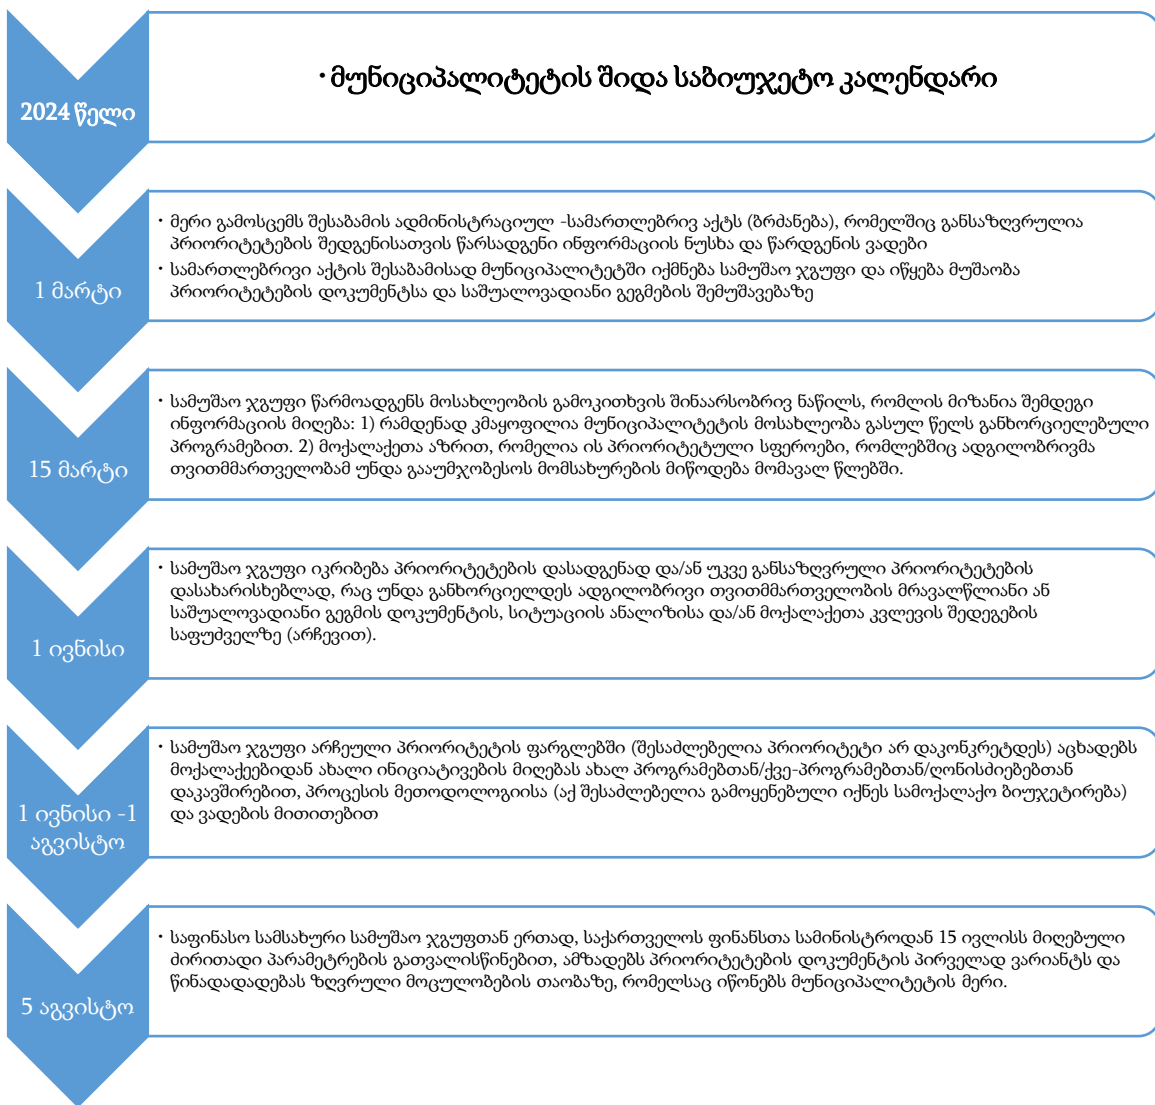 2024 წელი
· მუნიციპალიტეტის შიდა საბიუჯეტო კალენდარი
1 მარტი
· მერი გამოსცემს შესაბამის ადმინისტრაციულ -სამართლებრივ აქტს (ბრძანება), რომელშიც განსაზღვრულია
პრიორიტეტების შედგენისათვის წარსადგენი ინფორმაციის ნუსხა და წარდგენის ვადები
· სამართლებრივი აქტის შესაბამისად მუნიციპალიტეტში იქმნება სამუშაო ჯგუფი და იწყება მუშაობა
პრიორიტეტების დოკუმენტსა და საშუალოვადიანი გეგმების შემუშავებაზე
15 მარტი
· სამუშაო ჯგუფი წარმოადგენს მოსახლეობის გამოკითხვის შინაარსობრივ ნაწილს, რომლის მიზანია შემდეგი
ინფორმაციის მიღება: 1) რამდენად კმაყოფილია მუნიციპალიტეტის მოსახლეობა გასულ წელს განხორციელებული
პროგრამებით. 2) მოქალაქეთა აზრით, რომელია ის პრიორიტეტული სფეროები, რომლებშიც ადგილობრივმა
თვითმმართველობამ უნდა გააუმჯობესოს მომსახურების მიწოდება მომავალ წლებში.
1 ივნისი
· სამუშაო ჯგუფი იკრიბება პრიორიტეტების დასადგენად და/ან უკვე განსაზღვრული პრიორიტეტების
დასახარისხებლად, რაც უნდა განხორციელდეს ადგილობრივი თვითმმართველობის მრავალწლიანი ან
საშუალოვადიანი გეგმის დოკუმენტის, სიტუაციის ანალიზისა და/ან მოქალაქეთა კვლევის შედეგების
საფუძველზე (არჩევით).
1 ივნისი -1
აგვისტო
· სამუშაო ჯგუფი არჩეული პრიორიტეტის ფარგლებში (შესაძლებელია პრიორიტეტი არ დაკონკრეტდეს) აცხადებს
მოქალაქეებიდან ახალი ინიციატივების მიღებას ახალ პროგრამებთან/ქვე-პროგრამებთან/ღონისძიებებთან
დაკავშირებით, პროცესის მეთოდოლოგიისა (აქ შესაძლებელია გამოყენებული იქნეს სამოქალაქო ბიუჯეტირება)
და ვადების მითითებით
5 აგვისტო
· საფინასო სამსახური სამუშაო ჯგუფთან ერთად, საქართველოს ფინანსთა სამინისტროდან 15 ივლისს მიღებული
ძირითადი პარამეტრების გათვალისწინებით, ამზადებს პრიორიტეტების დოკუმენტის პირველად ვარიანტს და
წინადადადებას ზღვრული მოცულობების თაობაზე, რომელსაც იწონებს მუნიციპალიტეტის მერი.